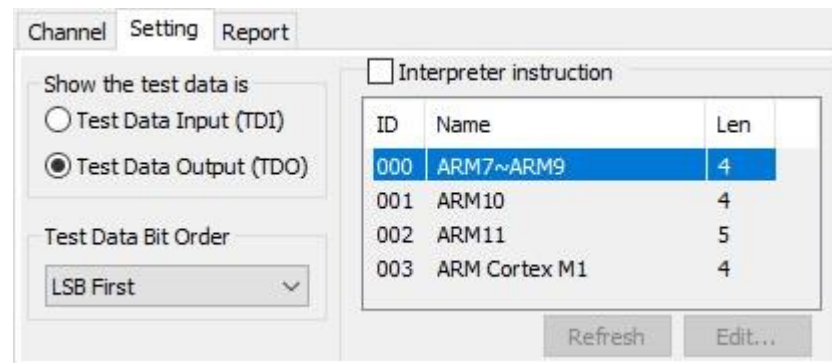 Channel Setting Report
Show the test data is
Test Data Input (TDI)
Test Data Output (TDO)
Test Data Bit Order
LSB First
Interpreter instruction
ID Name Len
000 ARM7~ARM9 4
001 ARM10 4
002 ARM11 5
003 ARM Cortex M1 4
Refresh Edit...